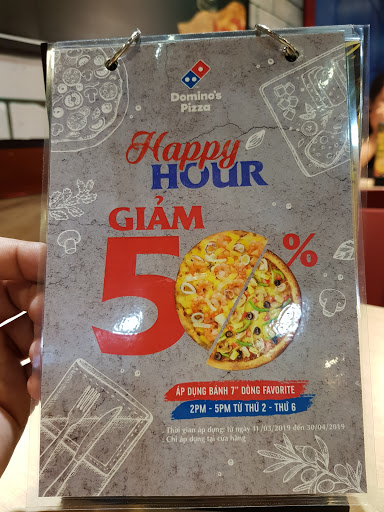 Domino's
Pizza
Happy
HOUR
GIẢM
50%
ÁP DỤNG BÁNH 7" DÒNG FAVORITE
2PM - 5PM TỪ THỨ 2 - THỨ 6
. Thời gian áp dụng: từ ngày 11/03/2019 đến 30/04/2019
. Chỉ áp dụng tại cửa hàng